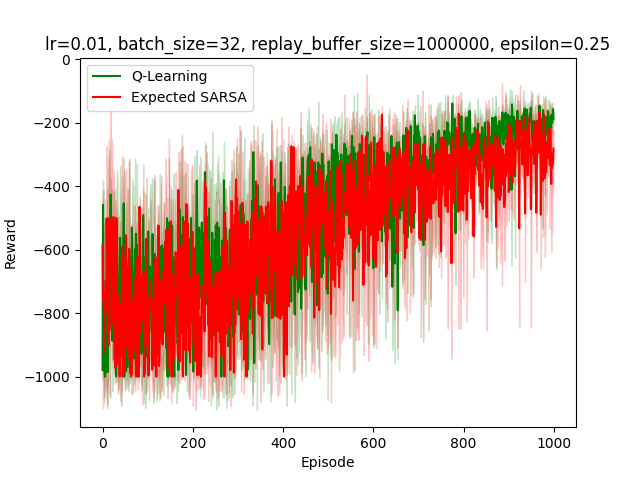 lr=0.01, batch_size=32, replay_buffer_size=1000000, epsilon=0.25
Q-Learning
Expected SARSA
0
−200
−400
−600
−800
−1000
Reward
0 200 400 600 800 1000
Episode